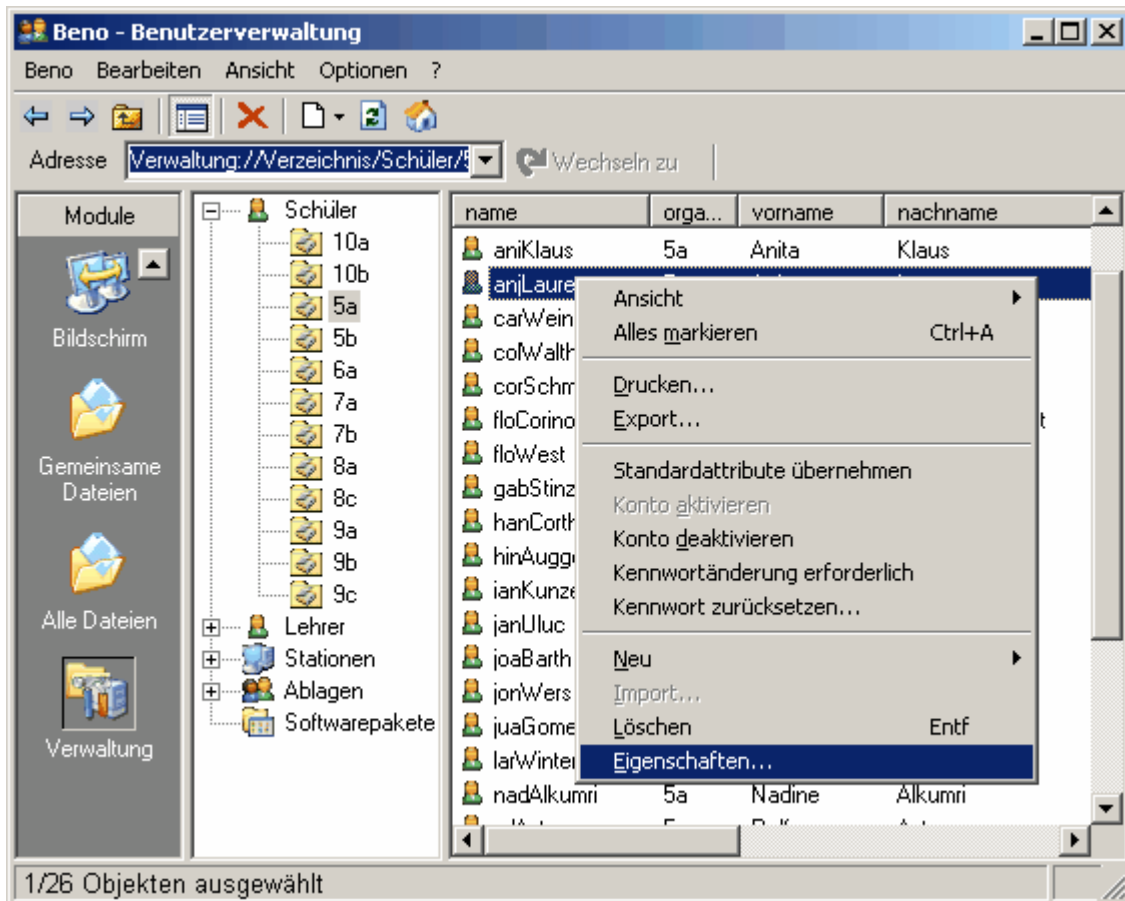 Beno - Benutzerverwaltung
Beno Bearbeiten Ansicht Optionen ?
Adresse Verwaltung://Verzeichnis/Schüler/5 Wechseln zu
Module
Bildschirm
Gemeinsame
Dateien
Alle Dateien
Verwaltung
Schüler
10a
10b
5a
5b
6a
7a
7b
8a
8c
9a
9b
9c
Lehrer
Stationen
Ablagen
Softwarepakete
name orga... vorname nachname
aniKlaus 5a Anita Klaus
anjLaure
carWein
colWalth
corSchm
floCorino t
floWest
gabStinz
hanCorth
hinAugge
ianKunze
janUluc
joaBarth
jonWers
juaGome
larWinter
nadAlkumri 5a Nadine Alkumri
Ansicht
Alles markieren Ctrl+A
Drucken...
Export...
Standardattribute übernehmen
Konto aktivieren
Konto deaktivieren
Kennwortänderung erforderlich
Kennwort zurücksetzen...
Neu
Import...
Löschen Entf
Eigenschaften...
1/26 Objekten ausgewählt